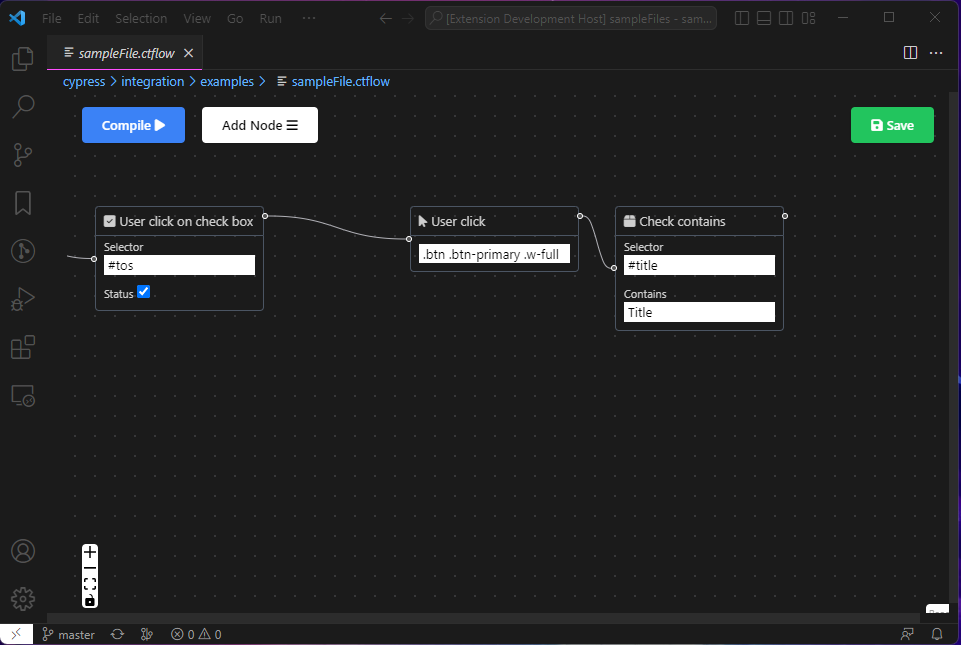 File Edit Selection View Go Run ··· [Extension Development Host] sampleFiles - sam...
sampleFile.ctflow
cypress > integration > examples > sampleFile.ctflow
Compile Add Node Save
User click on check box
Selector
#tos
Status
User click
.btn .btn-primary .w-full
Check contains
Selector
#title
Contains
Title
master 0 0